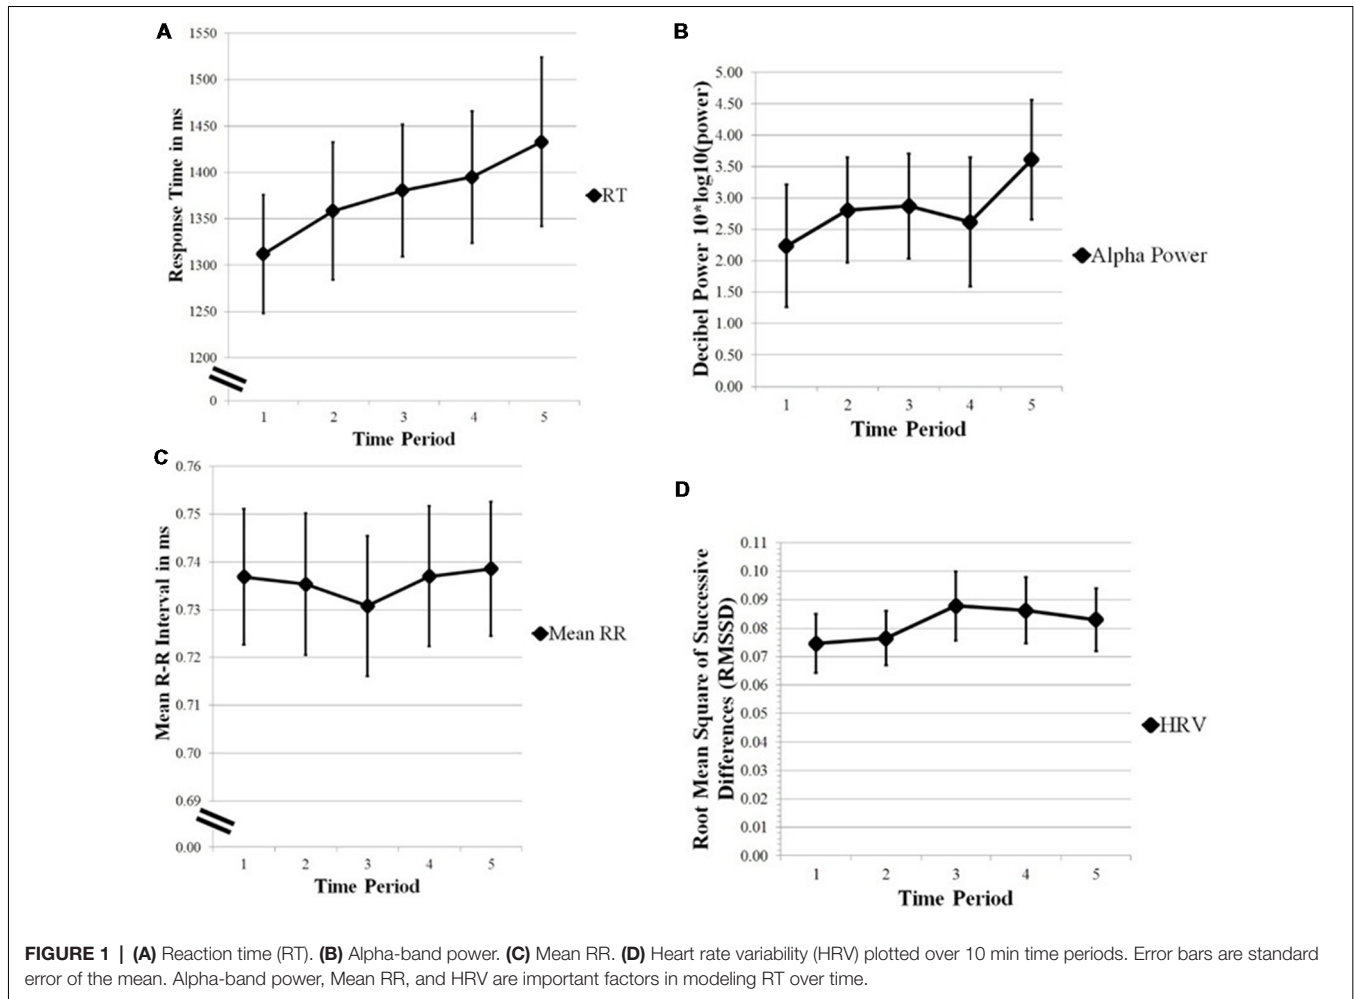 A
1550
1500
1450
1400
1350
1300
1250
1200
0
Response Time in ms
1 2 3 4 5
Time Period
RT
B
5.00
4.50
4.00
3.50
3.00
2.50
2.00
1.50
1.00
0.50
0.00
Decibel Power 10*log10(power)
1 2 3 4 5
Time Period
Alpha Power
C
0.76
0.75
0.74
0.73
0.72
0.71
0.70
0.69
0.00
Mean R-R Interval in ms
1 2 3 4 5
Time Period
Mean RR
D
0.11
0.10
0.09
0.08
0.07
0.06
0.05
0.04
0.03
0.02
0.01
0.00
Root Mean Square of Successive
Differences (RMSSD)
1 2 3 4 5
Time Period
HRV
FIGURE 1 | (A) Reaction time (RT). (B) Alpha-band power. (C) Mean RR. (D) Heart rate variability (HRV) plotted over 10 min time periods. Error bars are standard
error of the mean. Alpha-band power, Mean RR, and HRV are important factors in modeling RT over time.